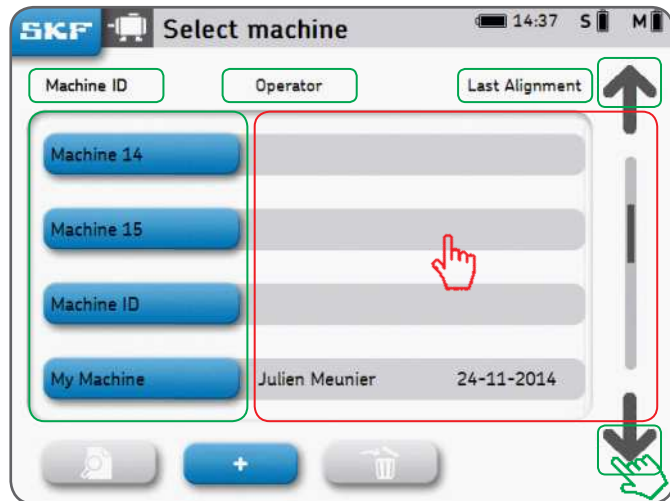 SKF Select machine 14:37 S M
Machine ID Operator Last Alignment
Machine 14
Machine 15
Machine ID
My Machine Julien Meunier 24-11-2014
+